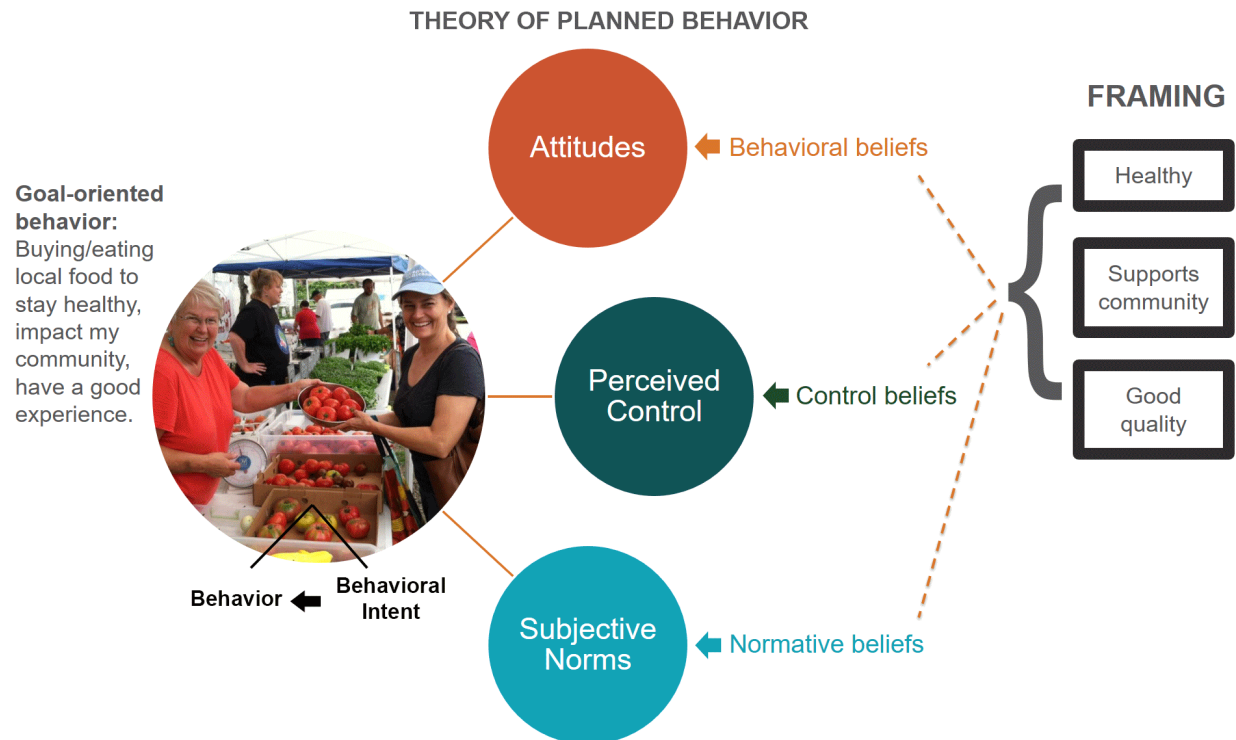 THEORY OF PLANNED BEHAVIOR
FRAMING
Attitudes
Behavioral beliefs
Healthy
Goal-oriented
behavior:
Buying/eating
local food to
stay healthy,
impact my
community,
have a good
experience.
Supports
community
Perceived
Control
Control beliefs
Good
quality
Behavior
Behavioral
Intent
Subjective
Norms
Normative beliefs